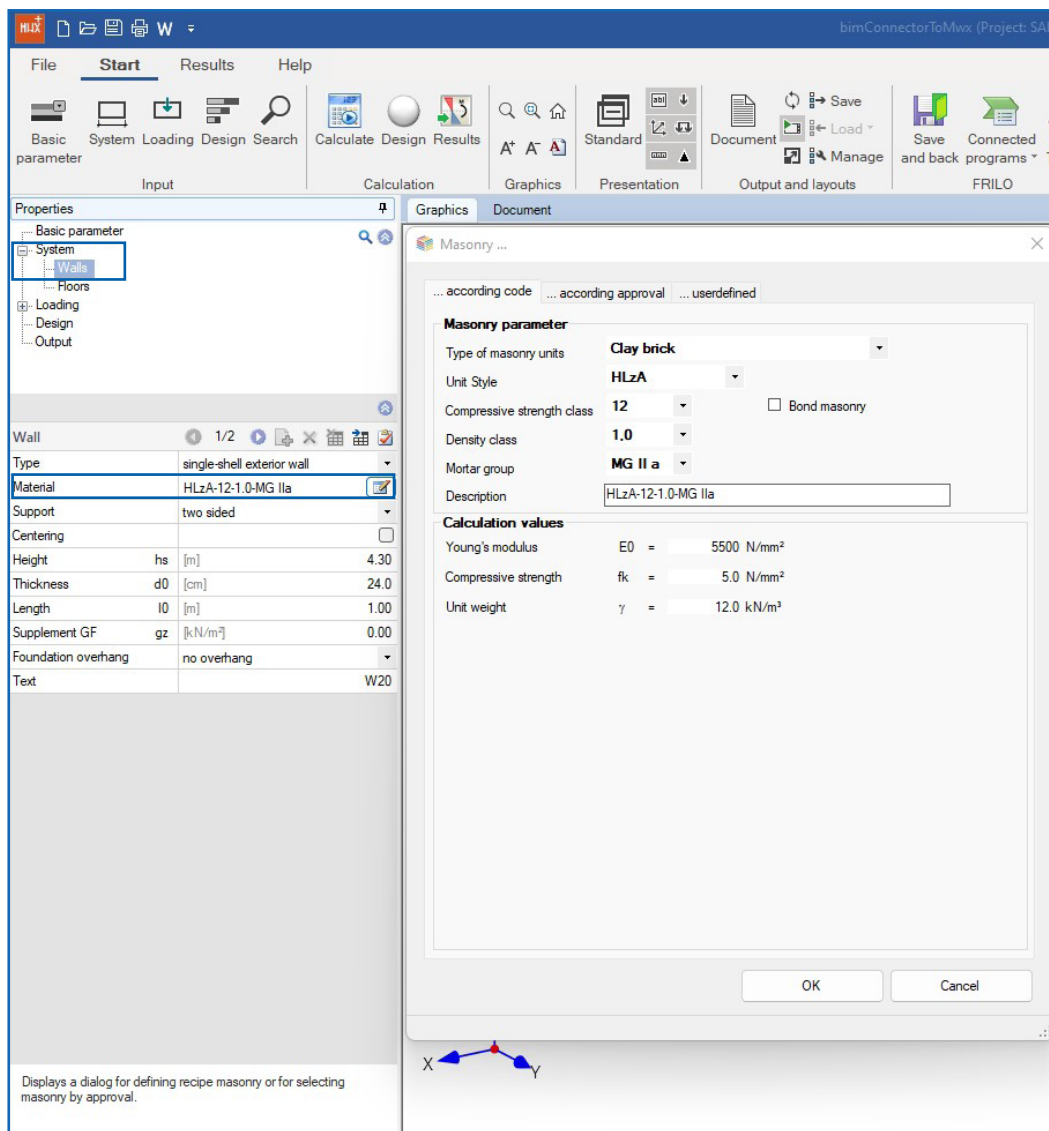 bimConnectorToMwx (Project: SA
File Start Results Help
Basic parameter System Loading Design Search Calculate Design Results Standard Document Save Load Manage Save and back Connected programs
Input Calculation Graphics Presentation Output and layouts FRILO
Properties
Graphics Document
Basic parameter
System
Walls
Floors
Loading
Design
Output
Masonry ...
... according code ... according approval ... userdefined
Masonry parameter
Type of masonry units Clay brick
Unit Style HLzA
Compressive strength class 12 Bond masonry
Density class 1.0
Mortar group MG II a
Description HLzA-12-1.0-MG IIa
Calculation values
Young's modulus E0 = 5500 N/mm²
Compressive strength fk = 5.0 N/mm²
Unit weight γ = 12.0 kN/m³
OK Cancel
Wall 1/2
Type single-shell exterior wall
Material HLzA-12-1.0-MG IIa
Support two sided
Centering
Height hs [m] 4.30
Thickness d0 [cm] 24.0
Length l0 [m] 1.00
Supplement GF gz [kN/m²] 0.00
Foundation overhang no overhang
Text W20
X Y
Displays a dialog for defining recipe masonry or for selecting
masonry by approval.